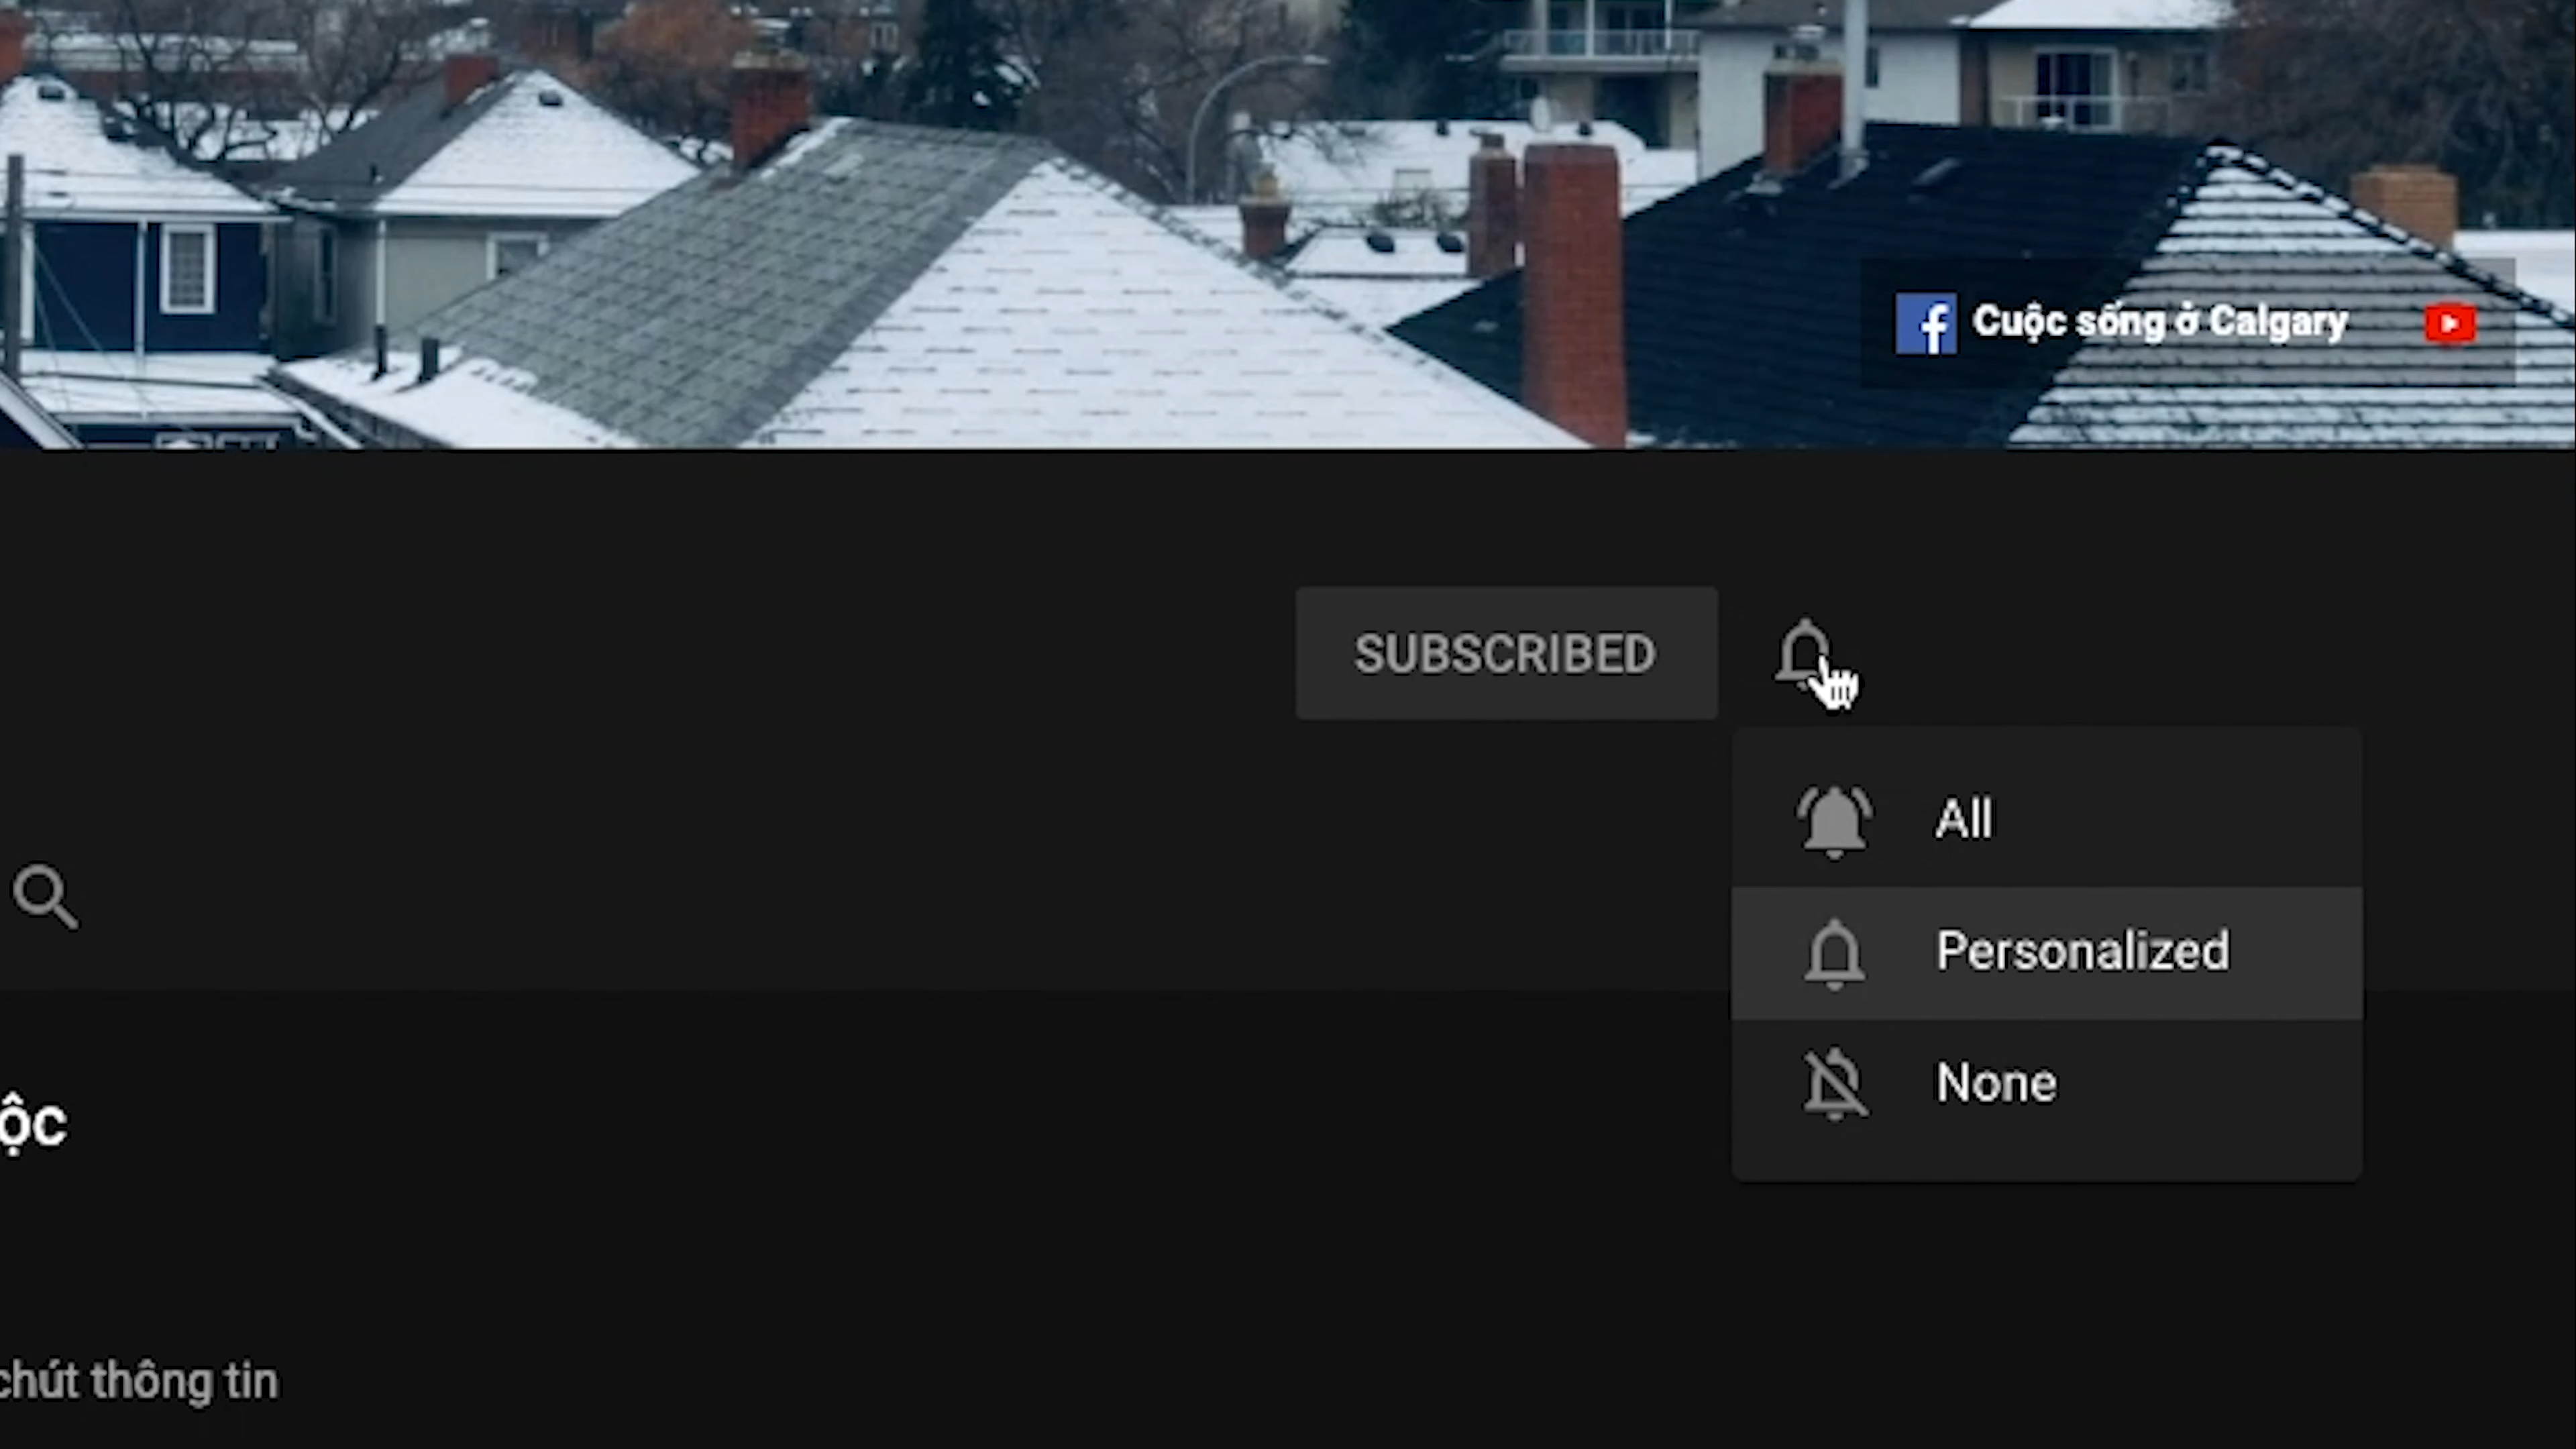 Cuộc sống ở Calgary
SUBSCRIBED
All
Personalized
None
ộc
chút thông tin